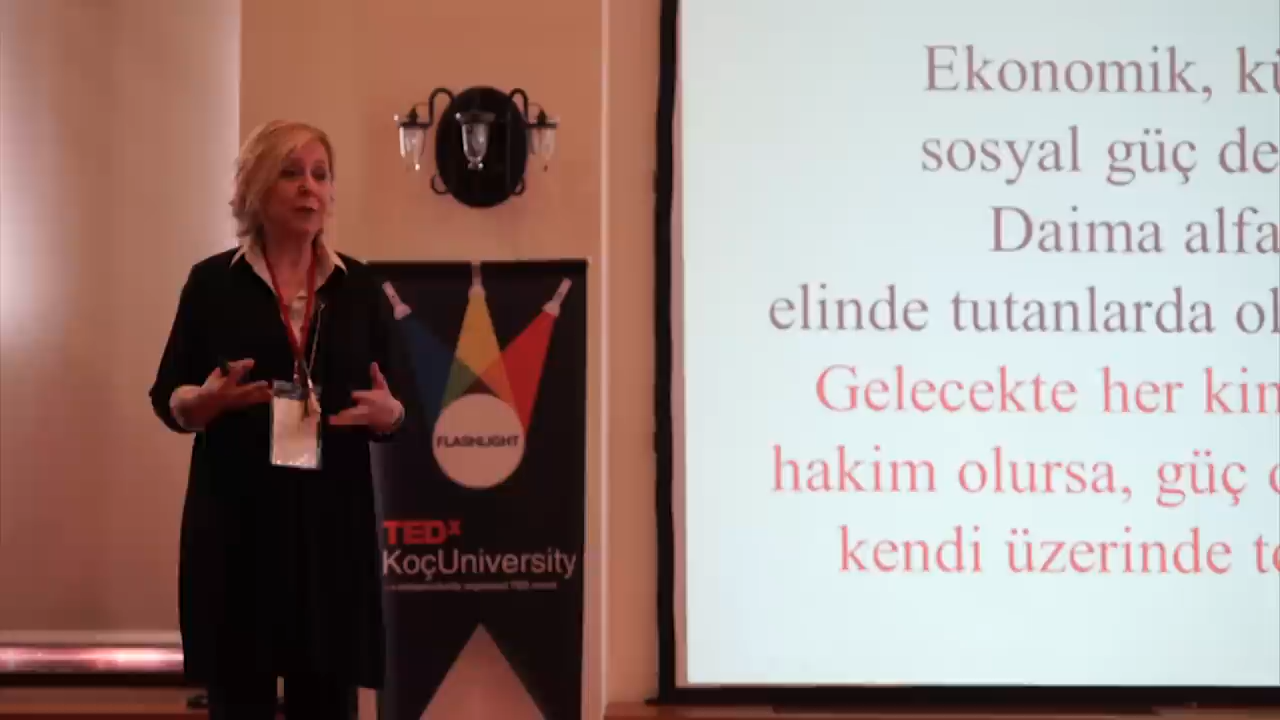 Ekonomik, kü
sosyal güç de
Daima alfa
elinde tutanlarda ol
Gelecekte her kim
hakim olursa, güç
kendi üzerinde to
FLASHLIGHT
TEDx
KoçUniversity